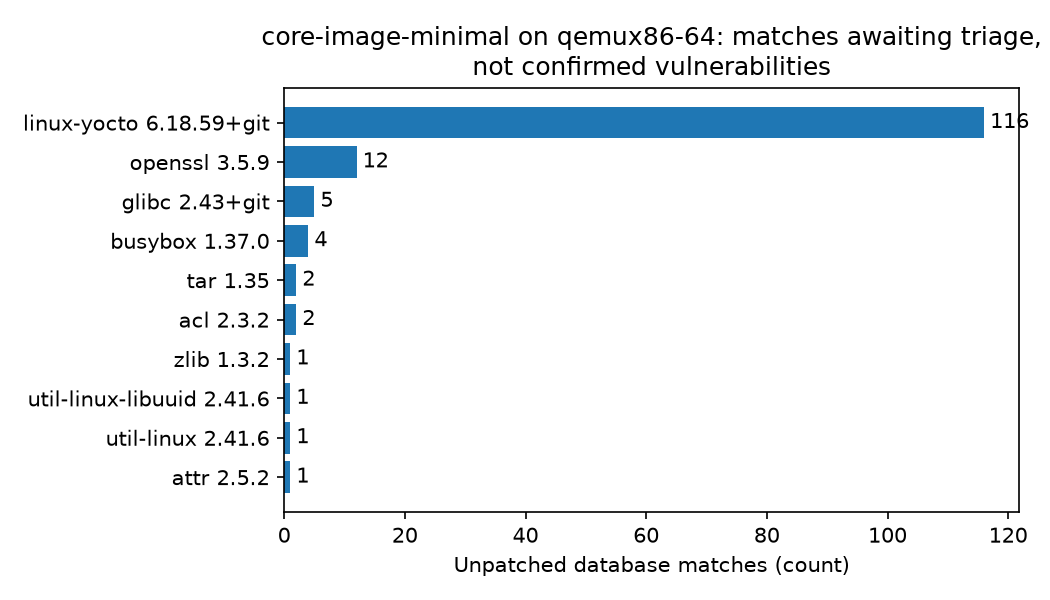 core-image-minimal on qemux86-64: matches awaiting triage,
not confirmed vulnerabilities
linux-yocto 6.18.59+git 116
openssl 3.5.9 12
glibc 2.43+git 5
busybox 1.37.0 4
tar 1.35 2
acl 2.3.2 2
zlib 1.3.2 1
util-linux-libuuid 2.41.6 1
util-linux 2.41.6 1
attr 2.5.2 1
0 20 40 60 80 100 120
Unpatched database matches (count)